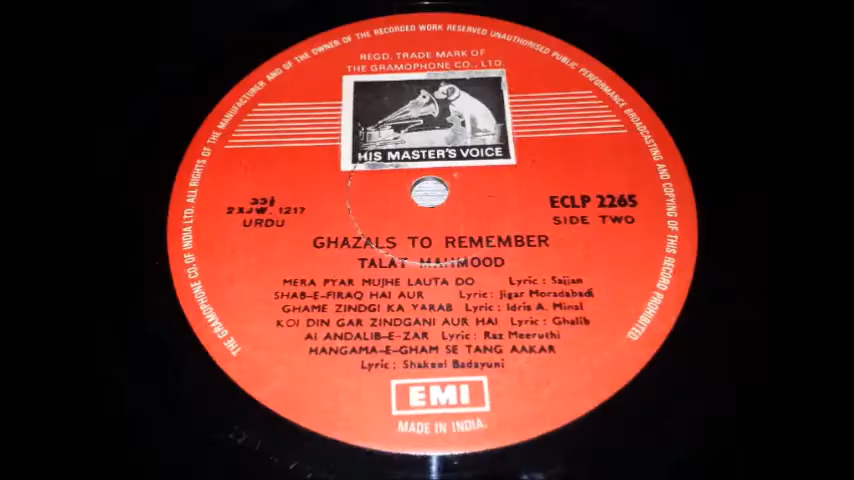 THE GRAMOPHONE CO. OF INDIA LTD. ALL RIGHTS OF THE MANUFACTURER AND OF THE OWNER OF THE RECORDED WORK RESERVED UNAUTHORISED PUBLIC PERFORMANCE BROADCASTING AND COPYING OF THIS RECORD PROHIBITED.
REGD. TRADE MARK OF
THE GRAMOPHONE CO., LTD.
HIS MASTER'S VOICE
33⅓
2XJW. 1217
URDU
ECLP 2265
SIDE TWO
GHAZALS TO REMEMBER
TALAT MAHMOOD
MERA PYAR MUJHE LAUTA DO Lyric: Sajjan
SHAB-E-FIRAQ HAI AUR Lyric: Jigar Moradabadi
GHAME ZINDGI KA YARAB Lyric: Idris A. Minai
KOI DIN GAR ZINDGANI AUR HAI Lyric: Ghalib
AI ANDALIB-E-ZAR Lyric: Raz Meeruthi
HANGAMA-E-GHAM SE TANG AAKAR
Lyric: Shakeel Badayuni
EMI
MADE IN INDIA.